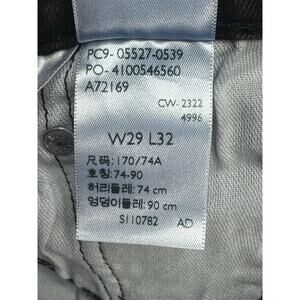 PC9- 05527-0539
PO- 4100546560
A72169
CW- 2322
4996
W29 L32
尺码: 170/74A
호칭: 74-90
허리둘레: 74 cm
엉덩이둘레: 90 cm
S110782 AD